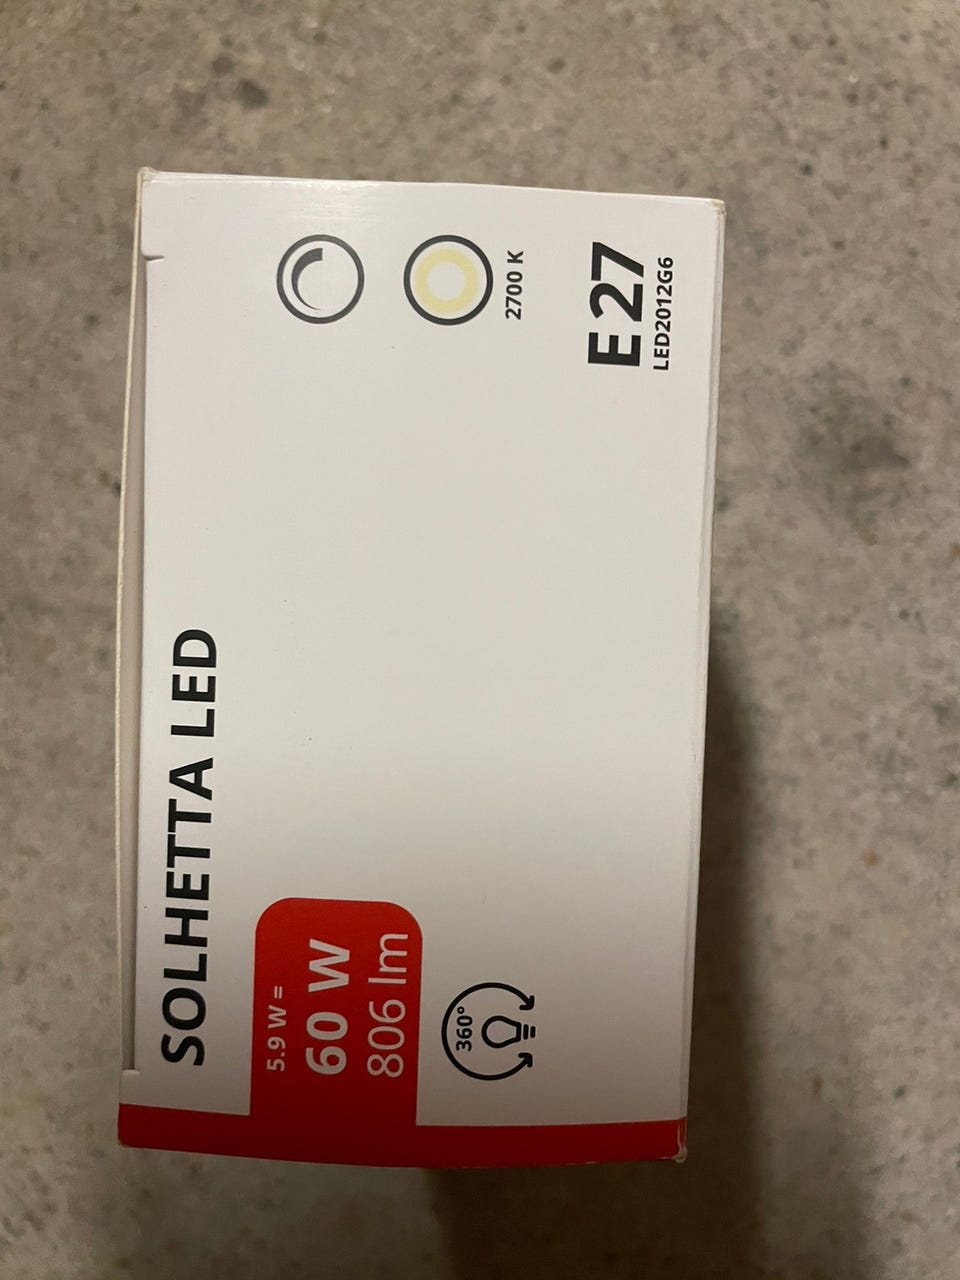 SOLHETTA LED
5.9 W =
60 W
806 lm
360°
2700 K
E 27
LED2012G6